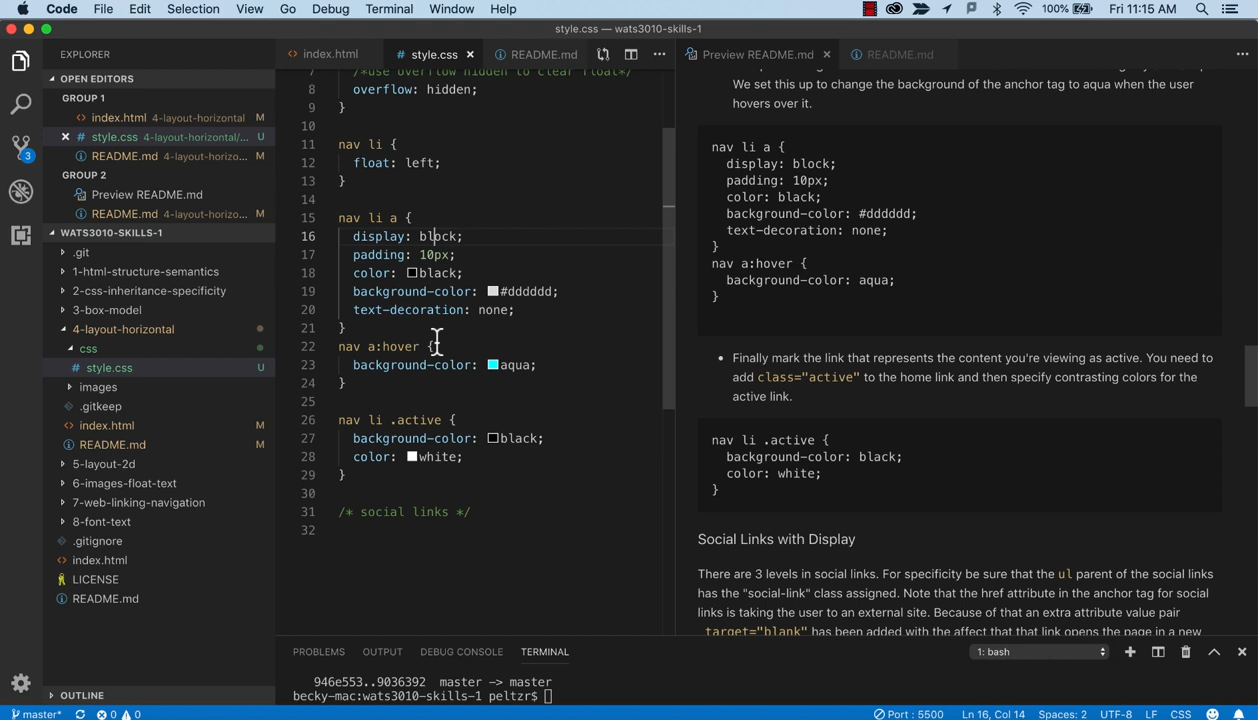 Code File Edit Selection View Go Debug Terminal Window Help 100% Fri 11:15 AM
style.css — wats3010-skills-1
EXPLORER
OPEN EDITORS
GROUP 1
index.html 4-layout-horizontal M
style.css 4-layout-horizontal/... U
README.md 4-layout-horizo... M
GROUP 2
Preview README.md
README.md 4-layout-horizo... M
WATS3010-SKILLS-1
.git
1-html-structure-semantics
2-css-inheritance-specificity
3-box-model
4-layout-horizontal
css
style.css U
images
.gitkeep
index.html M
README.md M
5-layout-2d
6-images-float-text
7-web-linking-navigation
8-font-text
.gitignore
index.html
LICENSE
README.md
OUTLINE
index.html style.css README.md
7 /*use overflow hidden to clear float*/
8 overflow: hidden;
9 }
10
11 nav li {
12 float: left;
13 }
14
15 nav li a {
16 display: block;
17 padding: 10px;
18 color: black;
19 background-color: #dddddd;
20 text-decoration: none;
21 }
22 nav a:hover {
23 background-color: aqua;
24 }
25
26 nav li .active {
27 background-color: black;
28 color: white;
29 }
30
31 /* social links */
32
Preview README.md README.md
We set this up to change the background of the anchor tag to aqua when the user
hovers over it.
nav li a {
display: block;
padding: 10px;
color: black;
background-color: #dddddd;
text-decoration: none;
}
nav a:hover {
background-color: aqua;
}
• Finally mark the link that represents the content you're viewing as active. You need to
add class="active" to the home link and then specify contrasting colors for the
active link.
nav li .active {
background-color: black;
color: white;
}
Social Links with Display
There are 3 levels in social links. For specificity be sure that the ul parent of the social links
has the "social-link" class assigned. Note that the href attribute in the anchor tag for social
links is taking the user to an external site. Because of that an extra attribute value pair
target="blank" has been added with the affect that that link opens the page in a new
PROBLEMS OUTPUT DEBUG CONSOLE TERMINAL 1: bash
946e553..9036392 master -> master
becky-mac:wats3010-skills-1 peltzr$
3
master* 0 0 Port : 5500 Ln 16, Col 14 Spaces: 2 UTF-8 LF CSS